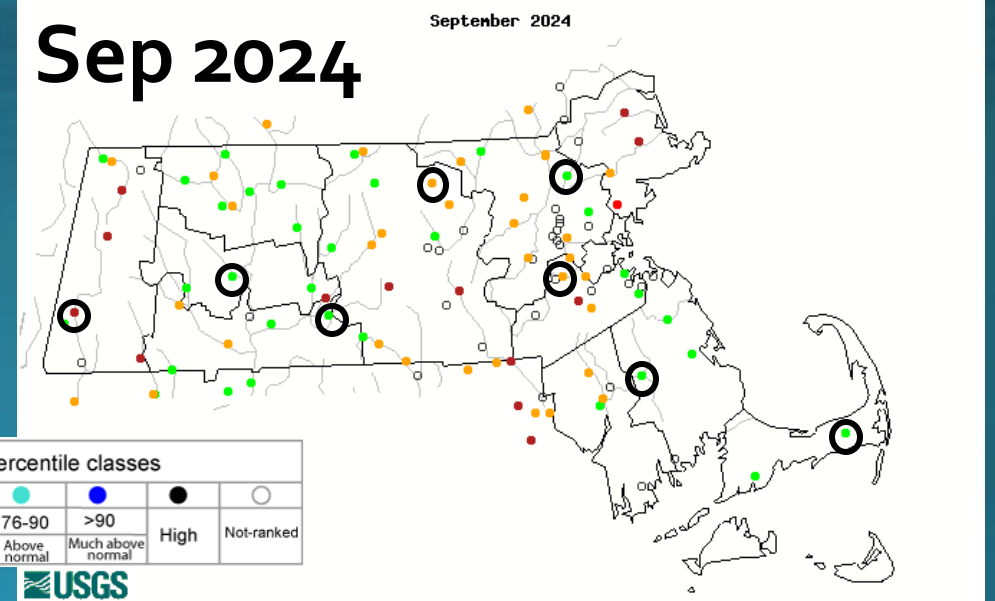 September 2024
Sep 2024
ercentile classes
76-90 >90 High Not-ranked
Above normal Much above normal
USGS